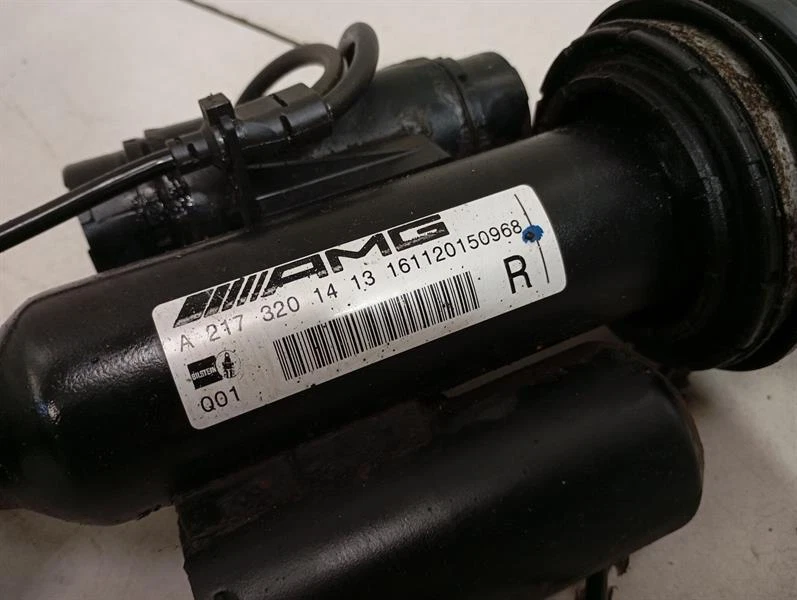 AMG
A 217 320 14 13 161120150968
R
BILSTEIN
Q01